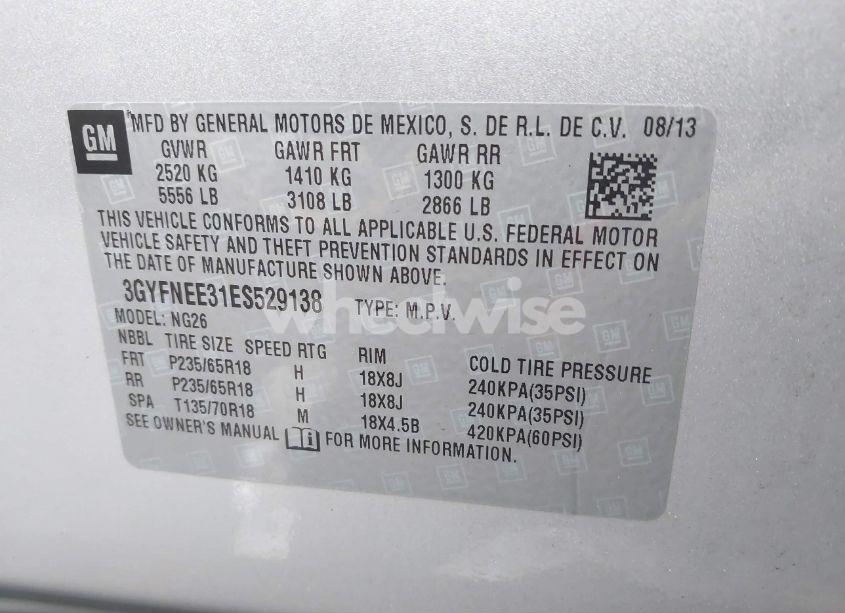 GM
MFD BY GENERAL MOTORS DE MEXICO, S. DE R.L. DE C.V. 08/13
GVWR GAWR FRT GAWR RR
2520 KG 1410 KG 1300 KG
5556 LB 3108 LB 2866 LB
THIS VEHICLE CONFORMS TO ALL APPLICABLE U.S. FEDERAL MOTOR
VEHICLE SAFETY AND THEFT PREVENTION STANDARDS IN EFFECT ON
THE DATE OF MANUFACTURE SHOWN ABOVE.
3GYFNEE31ES529138 TYPE: M.P.V.
wheelwise
MODEL: NG26
NBBL TIRE SIZE SPEED RTG RIM COLD TIRE PRESSURE
FRT P235/65R18 H 18X8J 240KPA(35PSI)
RR P235/65R18 H 18X8J 240KPA(35PSI)
SPA T135/70R18 M 18X4.5B 420KPA(60PSI)
SEE OWNER'S MANUAL i FOR MORE INFORMATION.